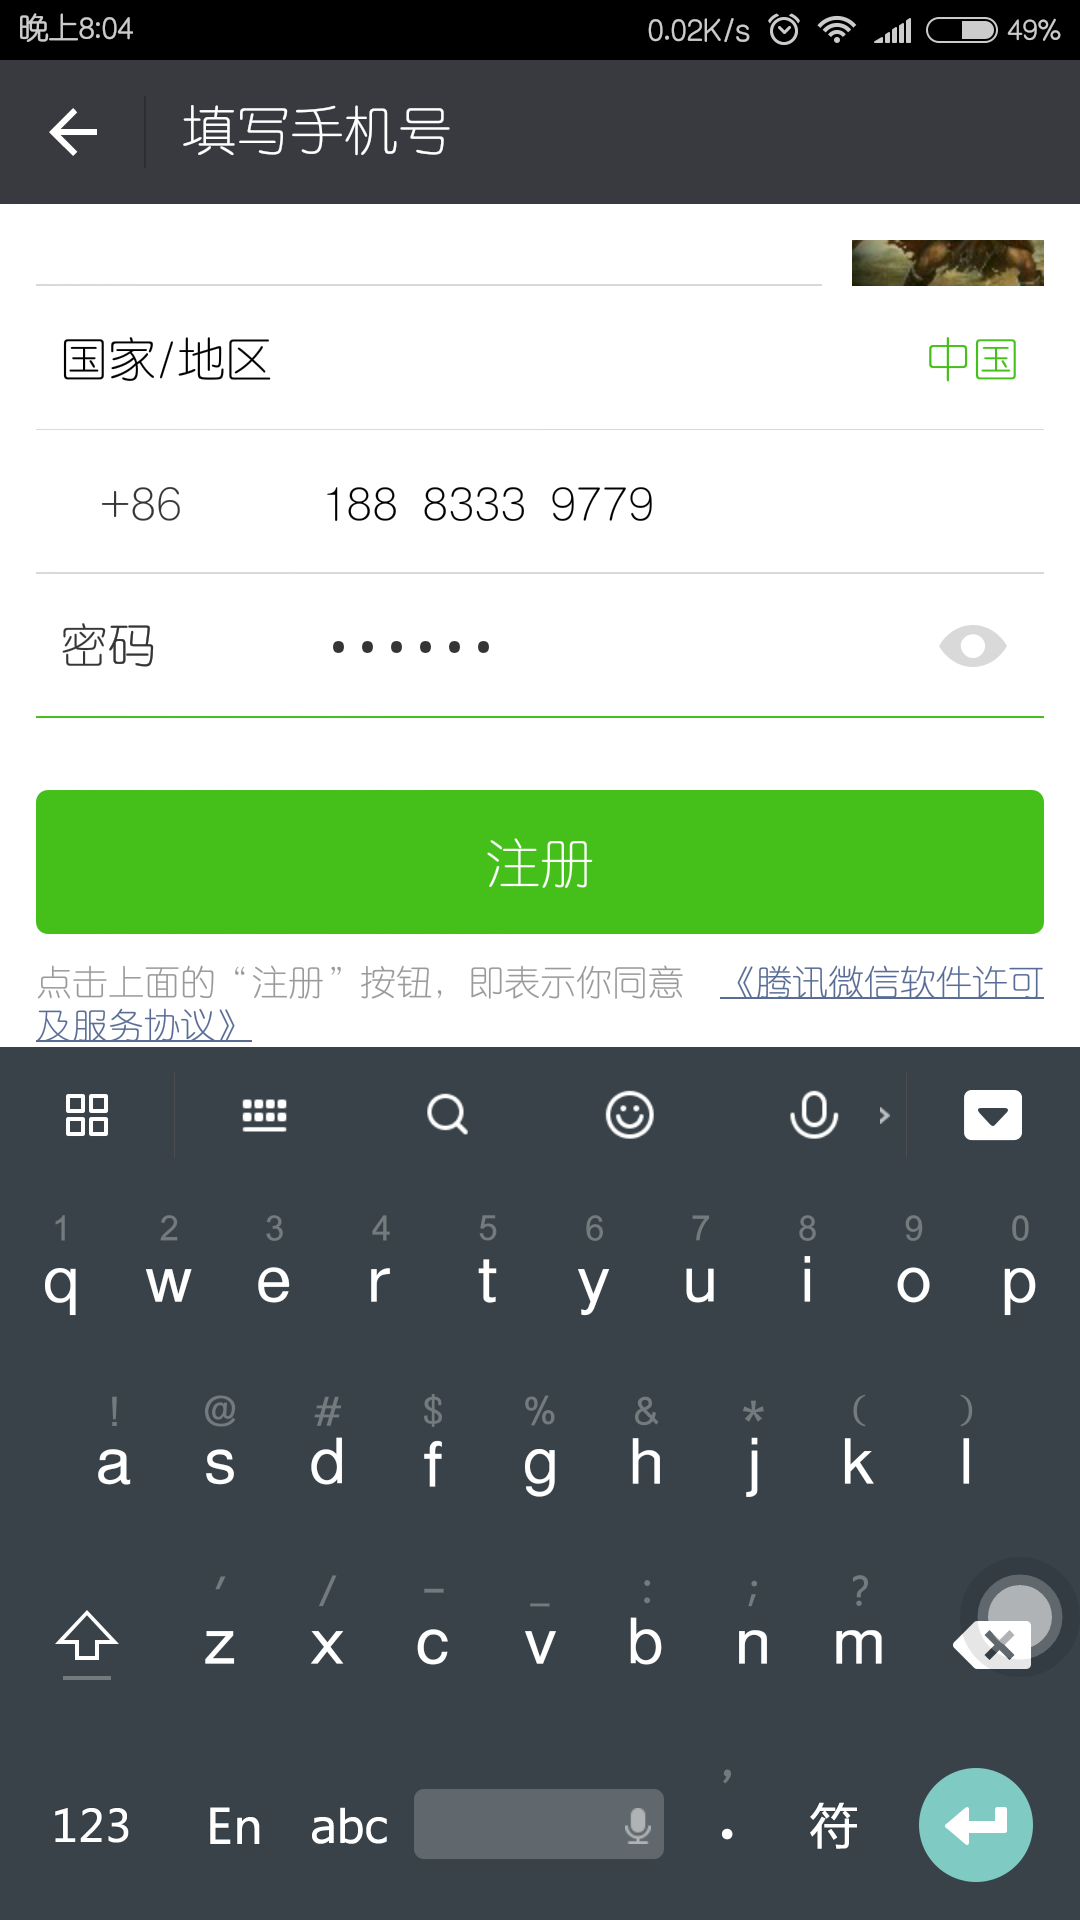 晚上8:04 0.02K/s 49%
填写手机号
国家/地区 中国
+86 188 8333 9779
密码 ••••••
注册
点击上面的“注册”按钮，即表示你同意 《腾讯微信软件许可
及服务协议》
1 2 3 4 5 6 7 8 9 0
q w e r t y u i o p
! @ # $ % & * ( )
a s d f g h j k l
′ / – _ : ; ?
z x c v b n m
,
123 En abc . 符